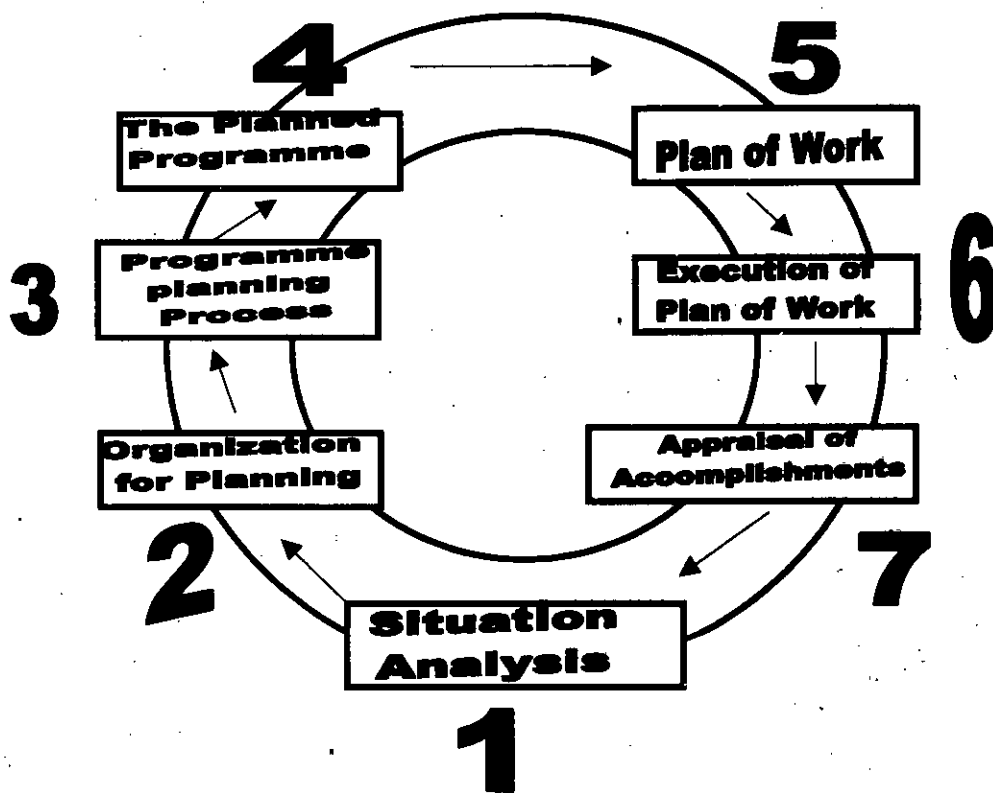 4
The Planned
Programme
5
Plan of Work
3
Programme
planning
Process
6
Execution of
Plan of Work
Organization
for Planning
2
Appraisal of
Accoomplishments
7
Situation
Analysis
1